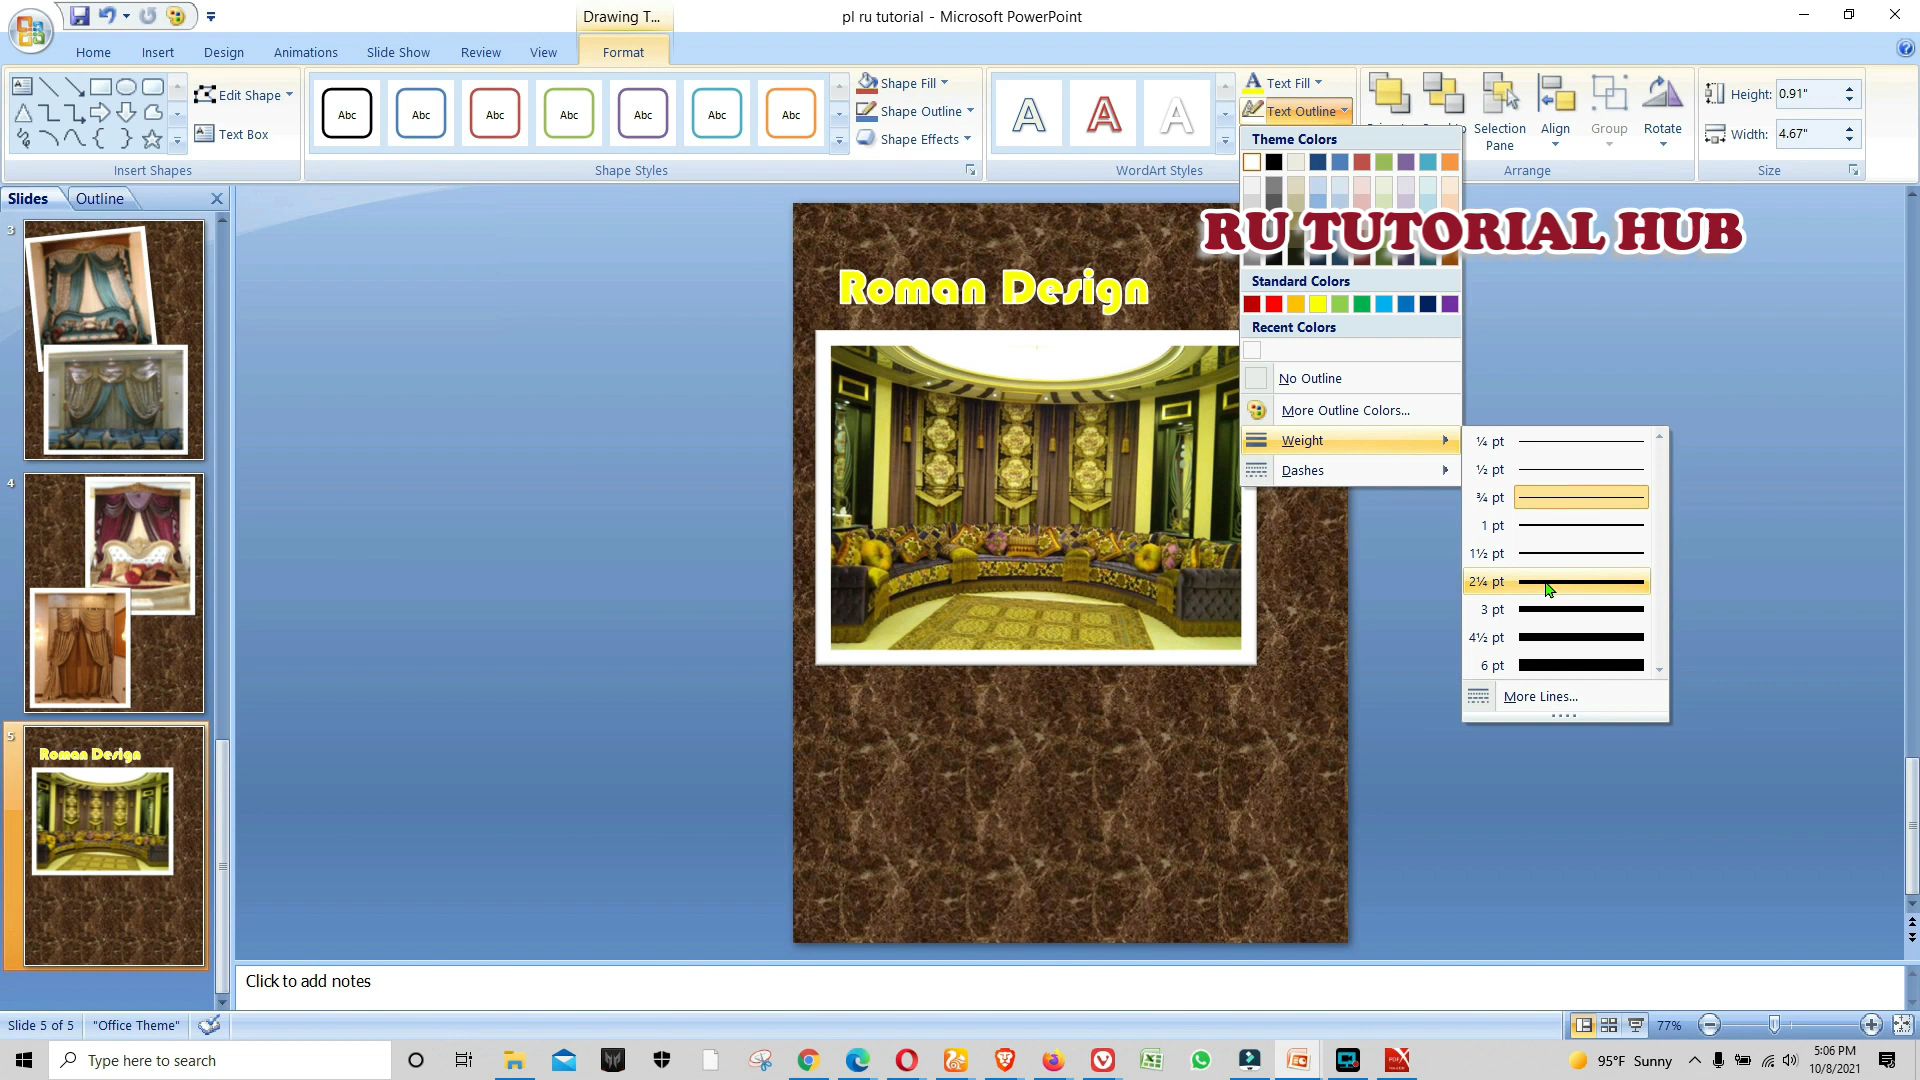 pl ru tutorial - Microsoft PowerPoint
Drawing T...
Home Insert Design Animations Slide Show Review View Format
Edit Shape
Text Box
Insert Shapes
Abc Abc Abc Abc Abc Abc Abc
Shape Fill
Shape Outline
Shape Effects
Shape Styles
A A A
Text Fill
Text Outline
WordArt Styles
Selection Pane
Align
Group
Rotate
Arrange
Height: 0.91"
Width: 4.67"
Size
Theme Colors
Standard Colors
Recent Colors
No Outline
More Outline Colors...
Weight
Dashes
¼ pt
½ pt
¾ pt
1 pt
1½ pt
2¼ pt
3 pt
4½ pt
6 pt
More Lines...
RU TUTORIAL HUB
Slides Outline
3
4
5
Roman Design
Roman Design
Click to add notes
Slide 5 of 5 "Office Theme" 77%
Type here to search
95°F Sunny
5:06 PM
10/8/2021